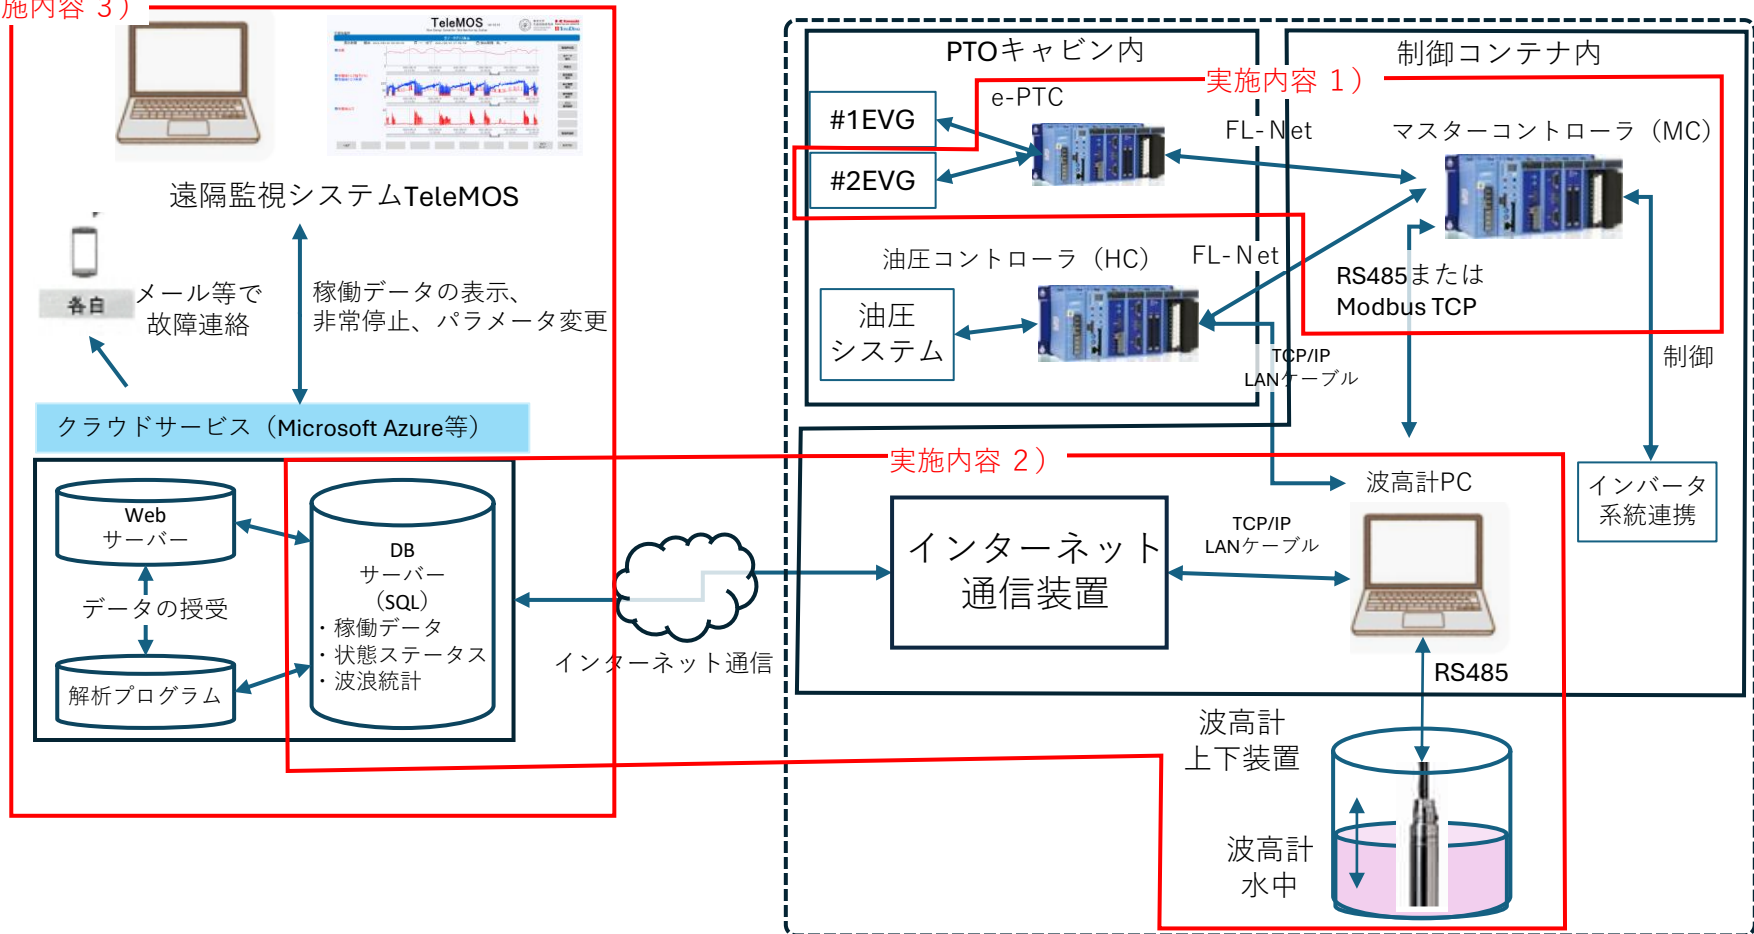 施内容 3）
TeleMOS
遠隔監視システムTeleMOS
各自
メール等で
故障連絡
稼働データの表示、
非常停止、パラメータ変更
クラウドサービス（Microsoft Azure等）
Web
サーバー
データの授受
解析プログラム
DB
サーバー
（SQL）
・稼働データ
・状態ステータス
・波浪統計
インターネット通信
PTOキャビン内
制御コンテナ内
実施内容 1）
#1EVG
#2EVG
e-PTC
FL-Net
マスターコントローラ（MC）
油圧コントローラ（HC）
FL-Net
油圧
システム
RS485または
Modbus TCP
TCP/IP
LANケーブル
制御
実施内容 2）
インターネット
通信装置
TCP/IP
LANケーブル
波高計PC
インバータ
系統連携
RS485
波高計
上下装置
波高計
水中